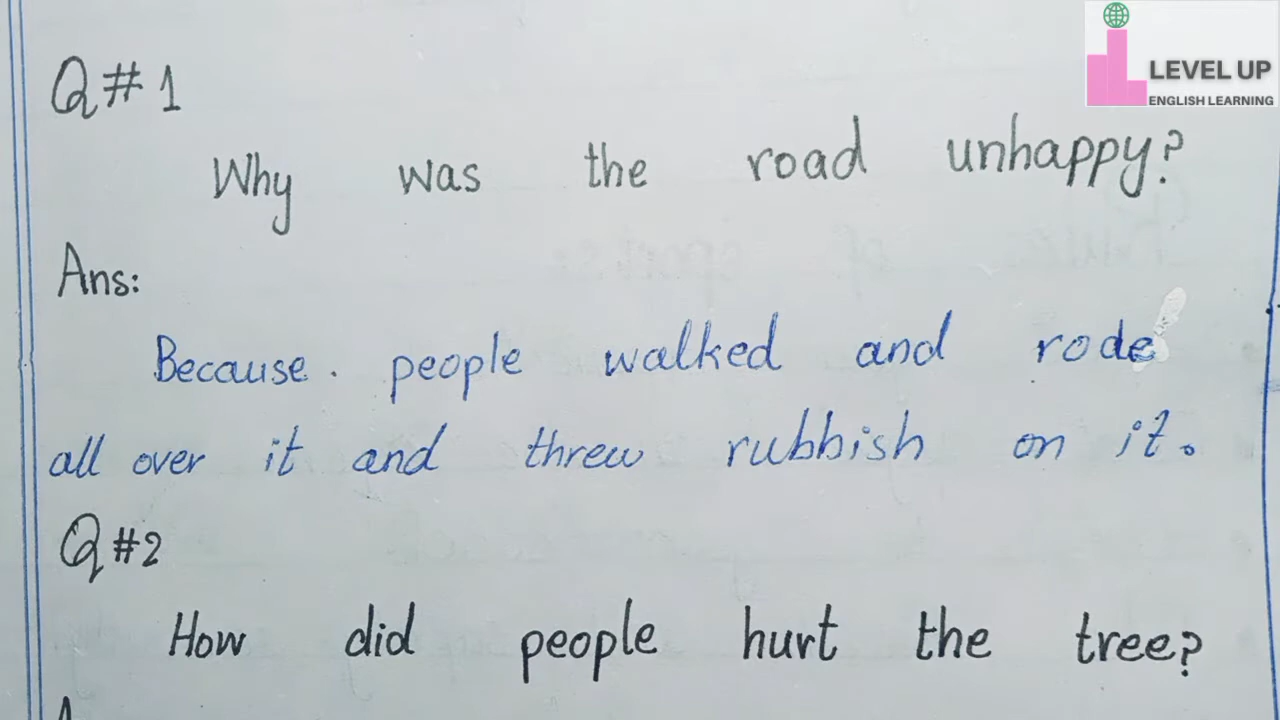 LEVEL UP
ENGLISH LEARNING
Q#1
Why was the road unhappy?
Ans:
Because. people walked and rode
all over it and threw rubbish on it.
Q#2
How did people hurt the tree?